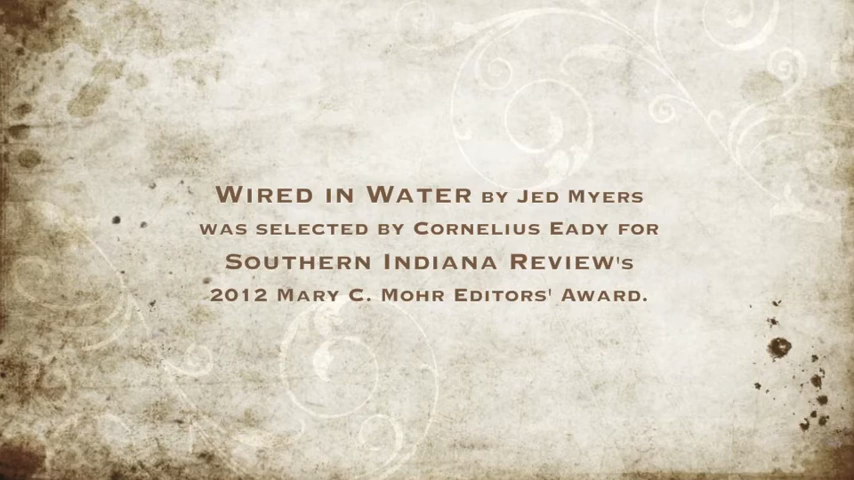 Wired in Water by Jed Myers
was selected by Cornelius Eady for
Southern Indiana Review's
2012 Mary C. Mohr Editors' Award.